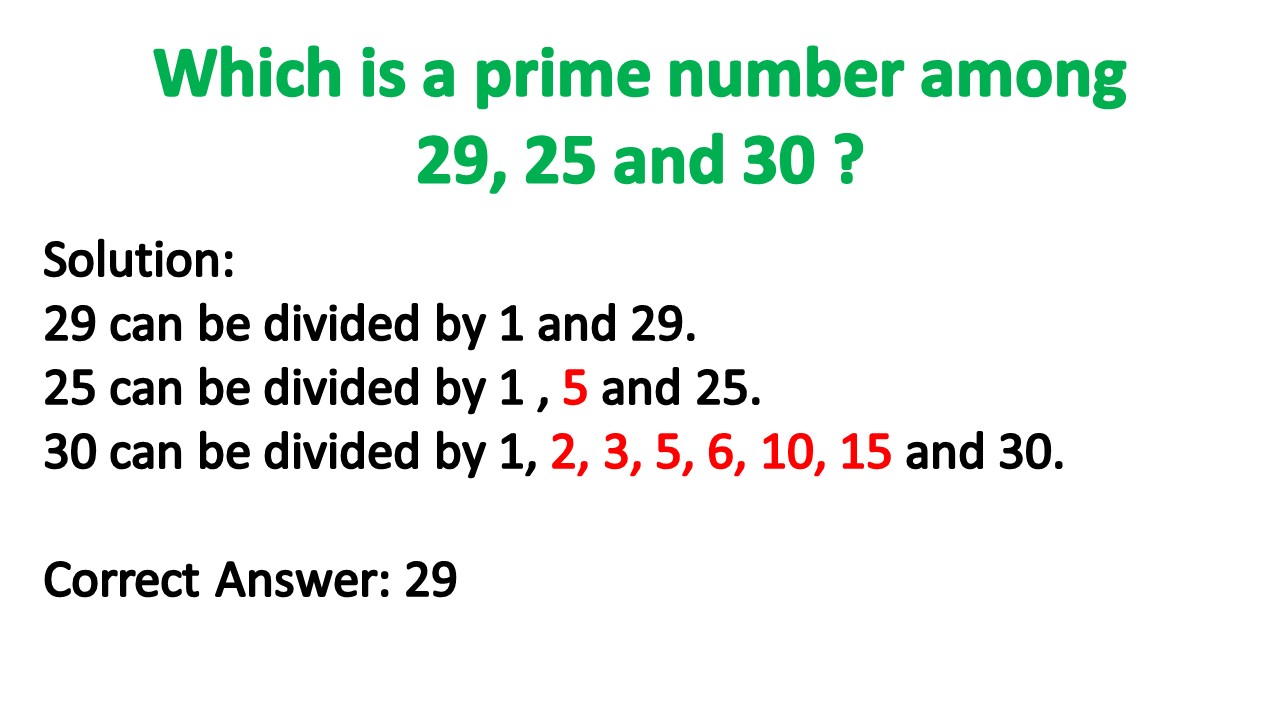 Which is a prime number among
29, 25 and 30 ?
Solution:
29 can be divided by 1 and 29.
25 can be divided by 1 , 5 and 25.
30 can be divided by 1, 2, 3, 5, 6, 10, 15 and 30.
Correct Answer: 29